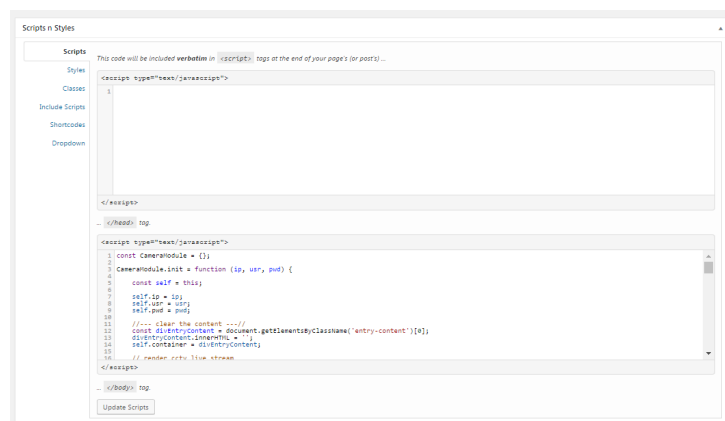 Scripts n Styles
Scripts
Styles
Classes
Include Scripts
Shortcodes
Dropdown
This code will be included verbatim in <script> tags at the end of your page's (or post's) ...
<script type="text/javascript">
1
</script>
... </head> tag.
<script type="text/javascript">
1 const CameraModule = {};
2
3 CameraModule.init = function (ip, usr, pwd) {
4
5 const self = this;
6
7 self.ip = ip;
8 self.usr = usr;
9 self.pwd = pwd;
10
11 //--- clear the content ---//
12 const divEntryContent = document.getElementsByClassName('entry-content')[0];
13 divEntryContent.innerHTML = '';
14 self.container = divEntryContent;
15
16 // render cctv live stream
</script>
... </body> tag.
Update Scripts